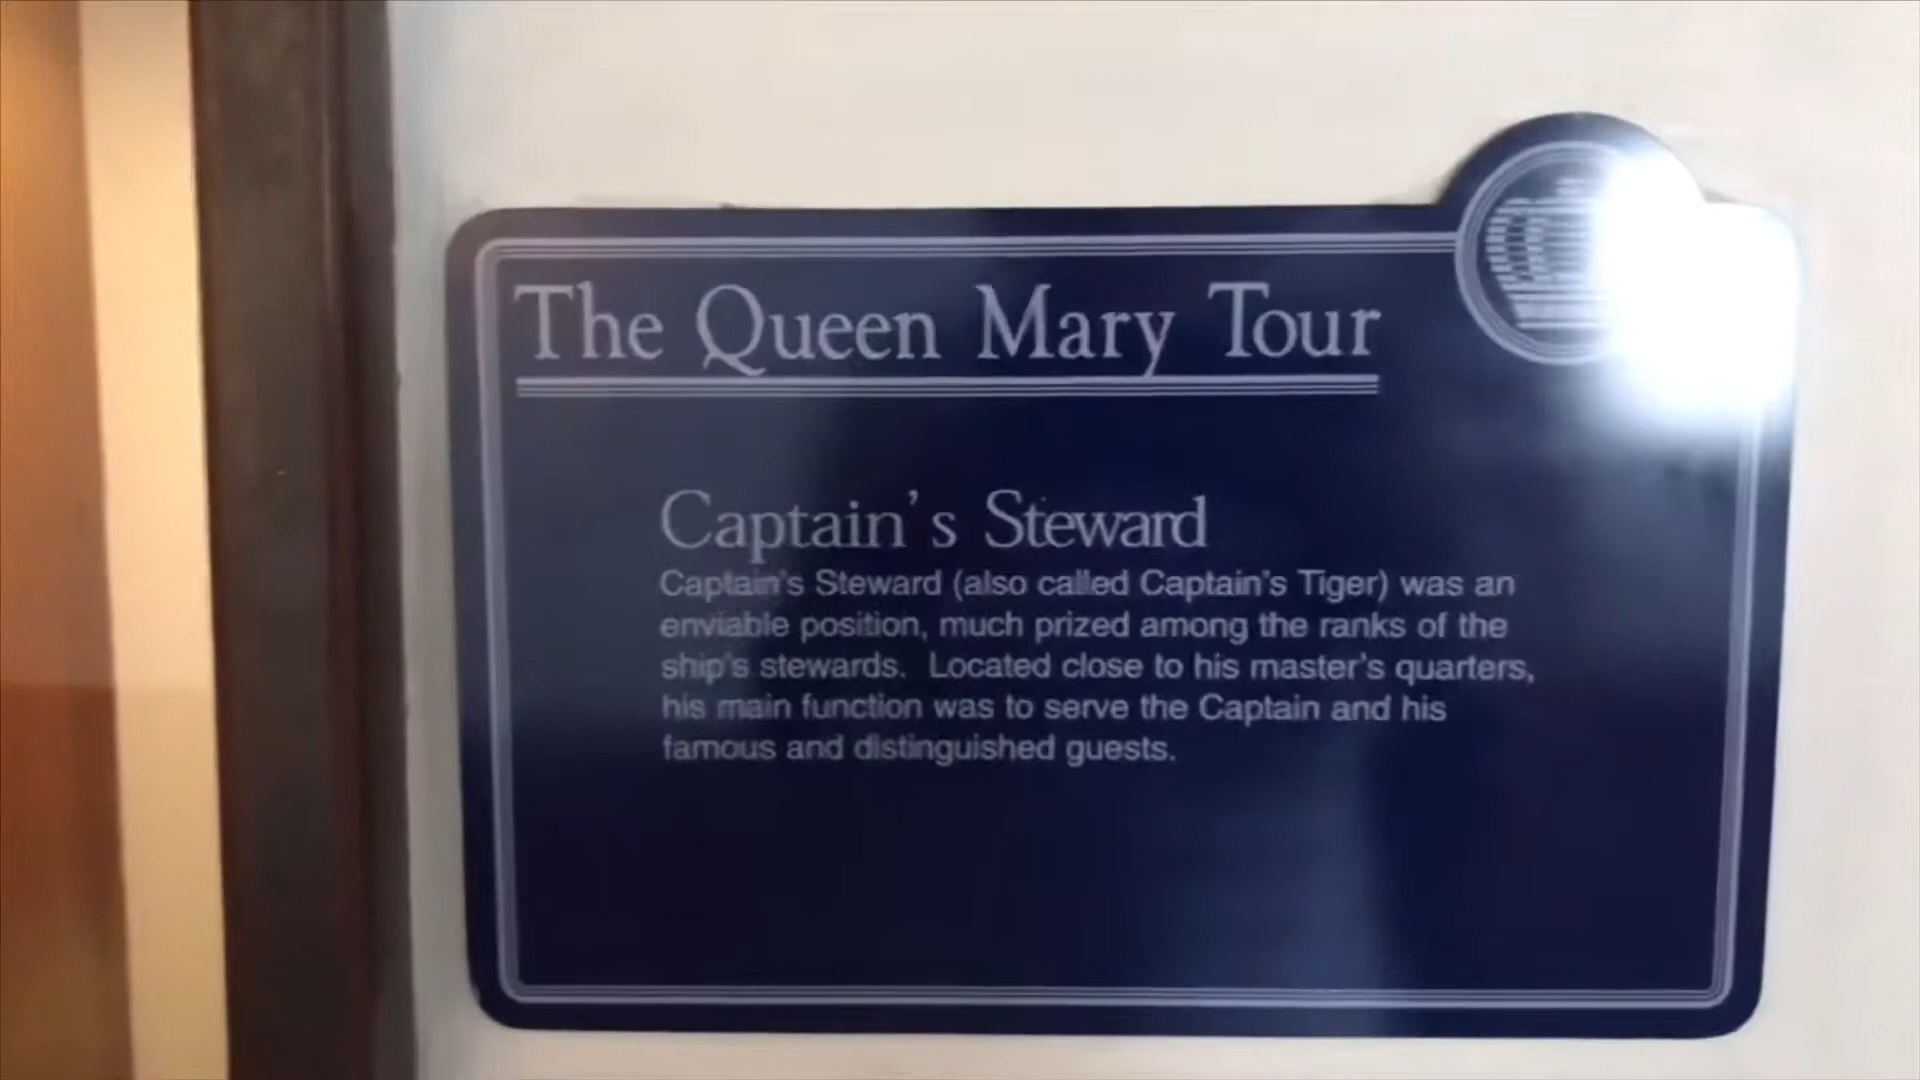 The Queen Mary Tour
Captain's Steward
Captain's Steward (also called Captain's Tiger) was an
enviable position, much prized among the ranks of the
ship's stewards. Located close to his master's quarters,
his main function was to serve the Captain and his
famous and distinguished guests.